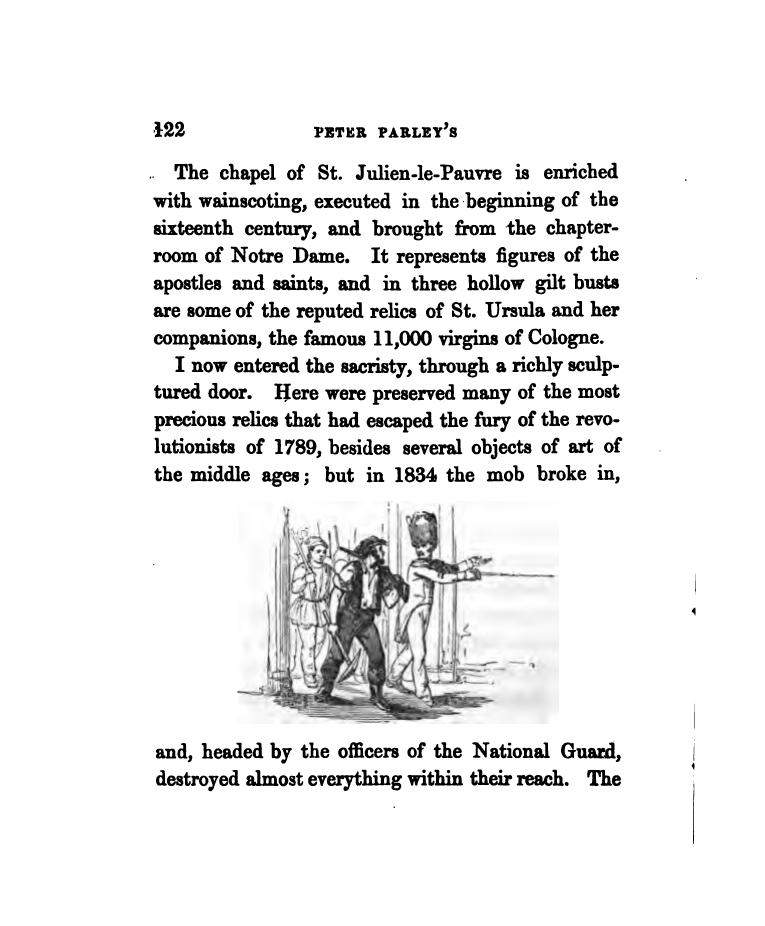 122 PETER PARLEY'S
The chapel of St. Julien-le-Pauvre is enriched
with wainscoting, executed in the beginning of the
sixteenth century, and brought from the chapter-
room of Notre Dame. It represents figures of the
apostles and saints, and in three hollow gilt busts
are some of the reputed relics of St. Ursula and her
companions, the famous 11,000 virgins of Cologne.
I now entered the sacristy, through a richly sculp-
tured door. Here were preserved many of the most
precious relics that had escaped the fury of the revo-
lutionists of 1789, besides several objects of art of
the middle ages; but in 1834 the mob broke in,
and, headed by the officers of the National Guard,
destroyed almost everything within their reach. The